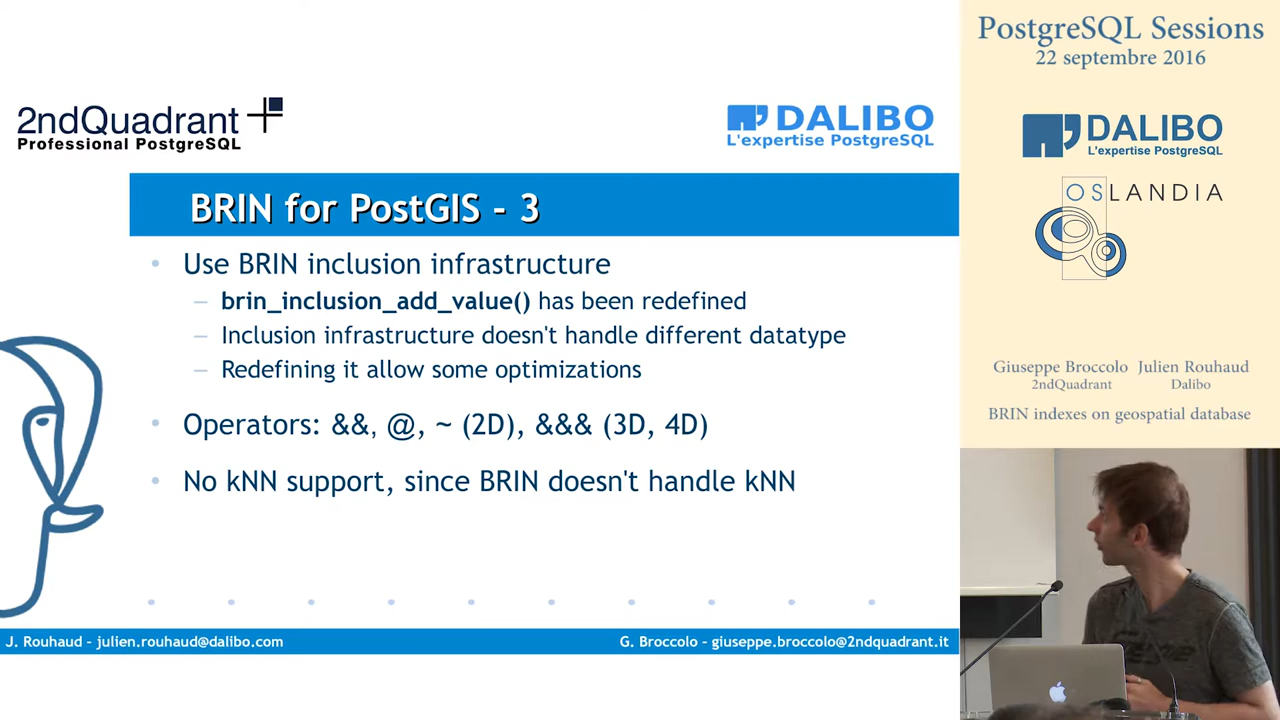 2ndQuadrant
Professional PostgreSQL
DALIBO
L'expertise PostgreSQL
BRIN for PostGIS - 3
• Use BRIN inclusion infrastructure
– brin_inclusion_add_value() has been redefined
– Inclusion infrastructure doesn't handle different datatype
– Redefining it allow some optimizations
• Operators: &&, @, ~ (2D), &&& (3D, 4D)
• No kNN support, since BRIN doesn't handle kNN
J. Rouhaud – julien.rouhaud@dalibo.com
G. Broccolo – giuseppe.broccolo@2ndquadrant.it
PostgreSQL Sessions
22 septembre 2016
DALIBO
L'expertise PostgreSQL
OSLANDIA
Giuseppe Broccolo Julien Rouhaud
2ndQuadrant Dalibo
BRIN indexes on geospatial database